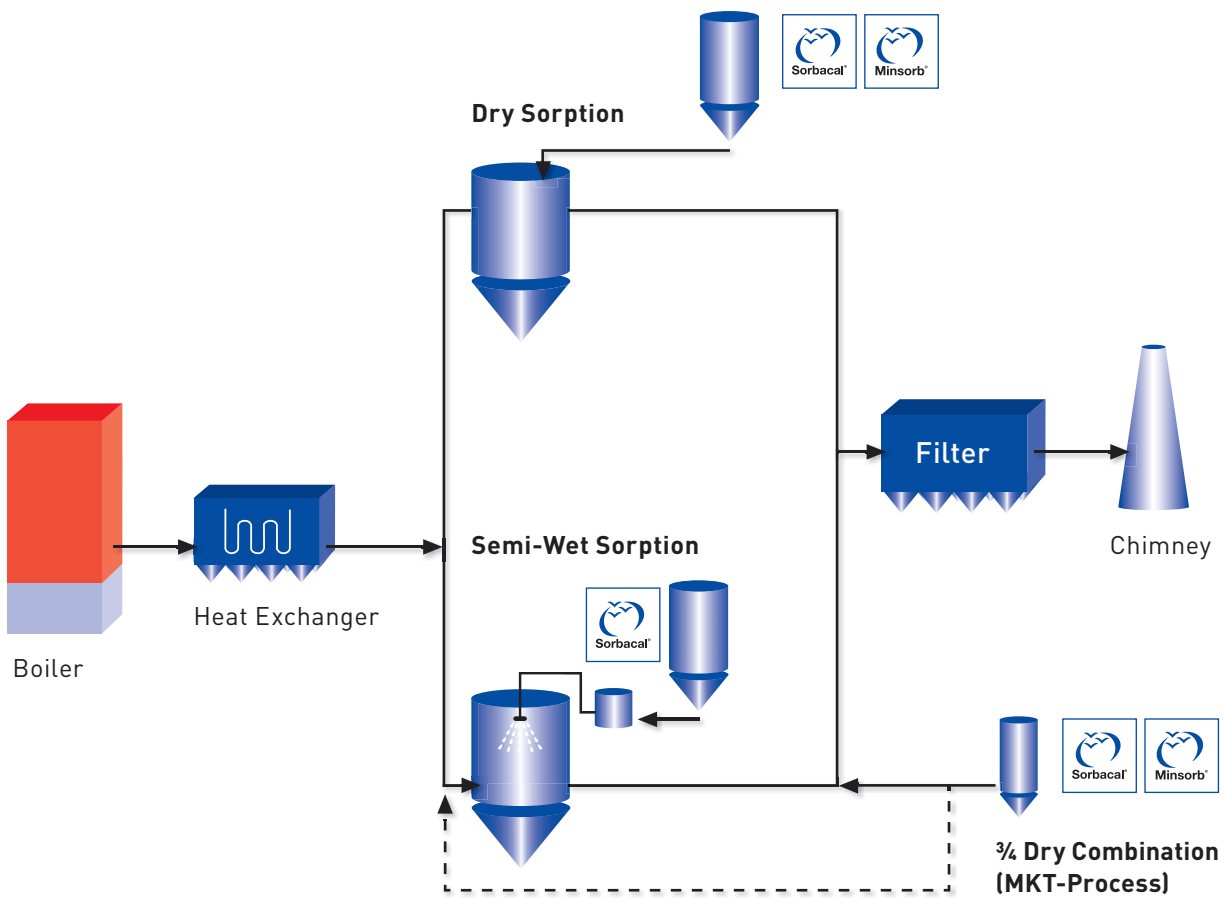 Sorbacal®
Minsorb®
Dry Sorption
Filter
Chimney
Semi-Wet Sorption
Heat Exchanger
Sorbacal®
Boiler
Sorbacal®
Minsorb®
¾ Dry Combination
(MKT-Process)